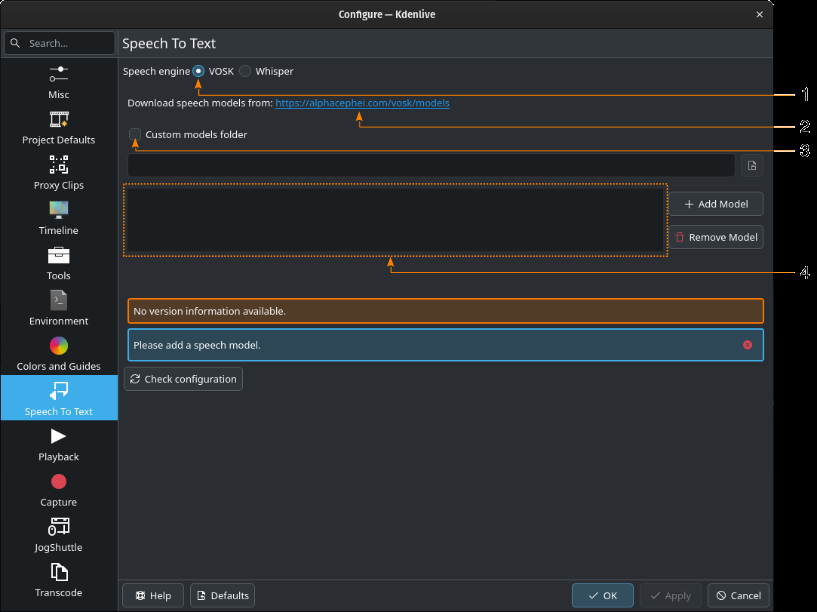 Configure — Kdenlive
Search...
Speech To Text
Misc
Project Defaults
Proxy Clips
Timeline
Tools
Environment
Colors and Guides
Speech To Text
Playback
Capture
JogShuttle
Transcode
Speech engine VOSK Whisper
1
Download speech models from: https://alphacephei.com/vosk/models
2
Custom models folder
3
Add Model
Remove Model
4
No version information available.
Please add a speech model.
Check configuration
Help Defaults OK Apply Cancel